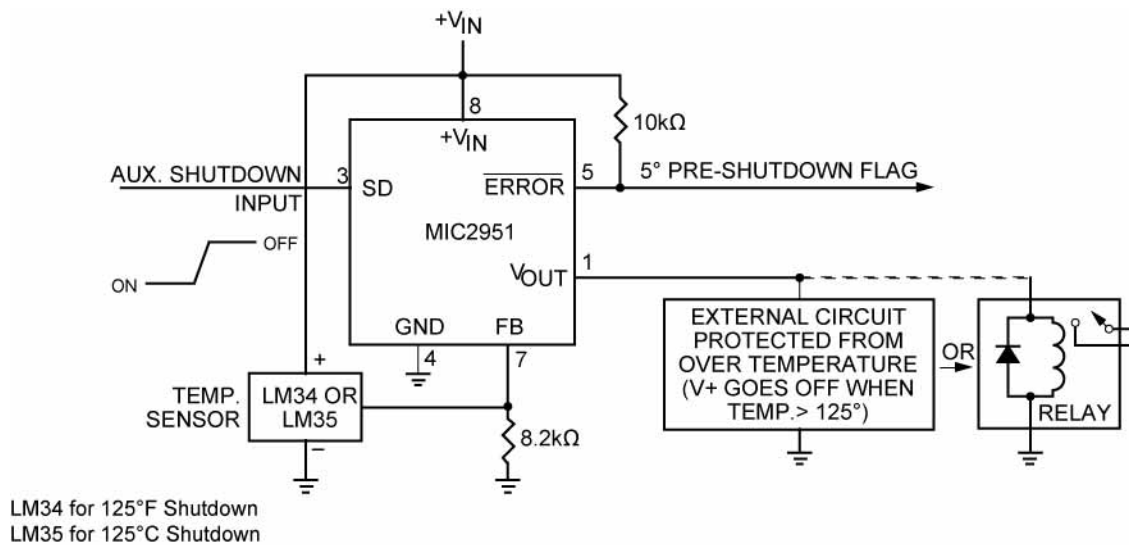 +VIN
8
+VIN
10kΩ
AUX. SHUTDOWN
INPUT
3
SD
ERROR
5
5° PRE-SHUTDOWN FLAG
MIC2951
OFF
ON
VOUT
1
GND
FB
4
7
EXTERNAL CIRCUIT
PROTECTED FROM
OVER TEMPERATURE
(V+ GOES OFF WHEN
TEMP.> 125°)
OR
RELAY
+
TEMP.
SENSOR
LM34 OR
LM35
–
8.2kΩ
LM34 for 125°F Shutdown
LM35 for 125°C Shutdown